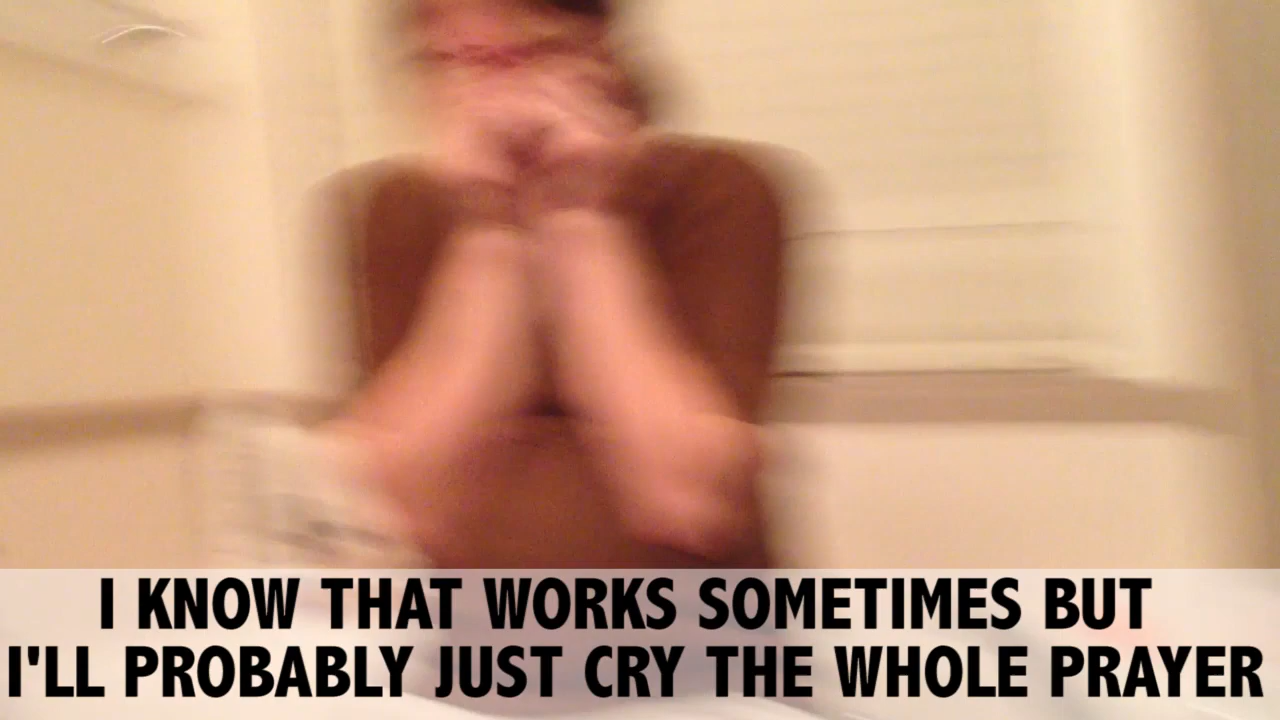 I KNOW THAT WORKS SOMETIMES BUT
I'LL PROBABLY JUST CRY THE WHOLE PRAYER